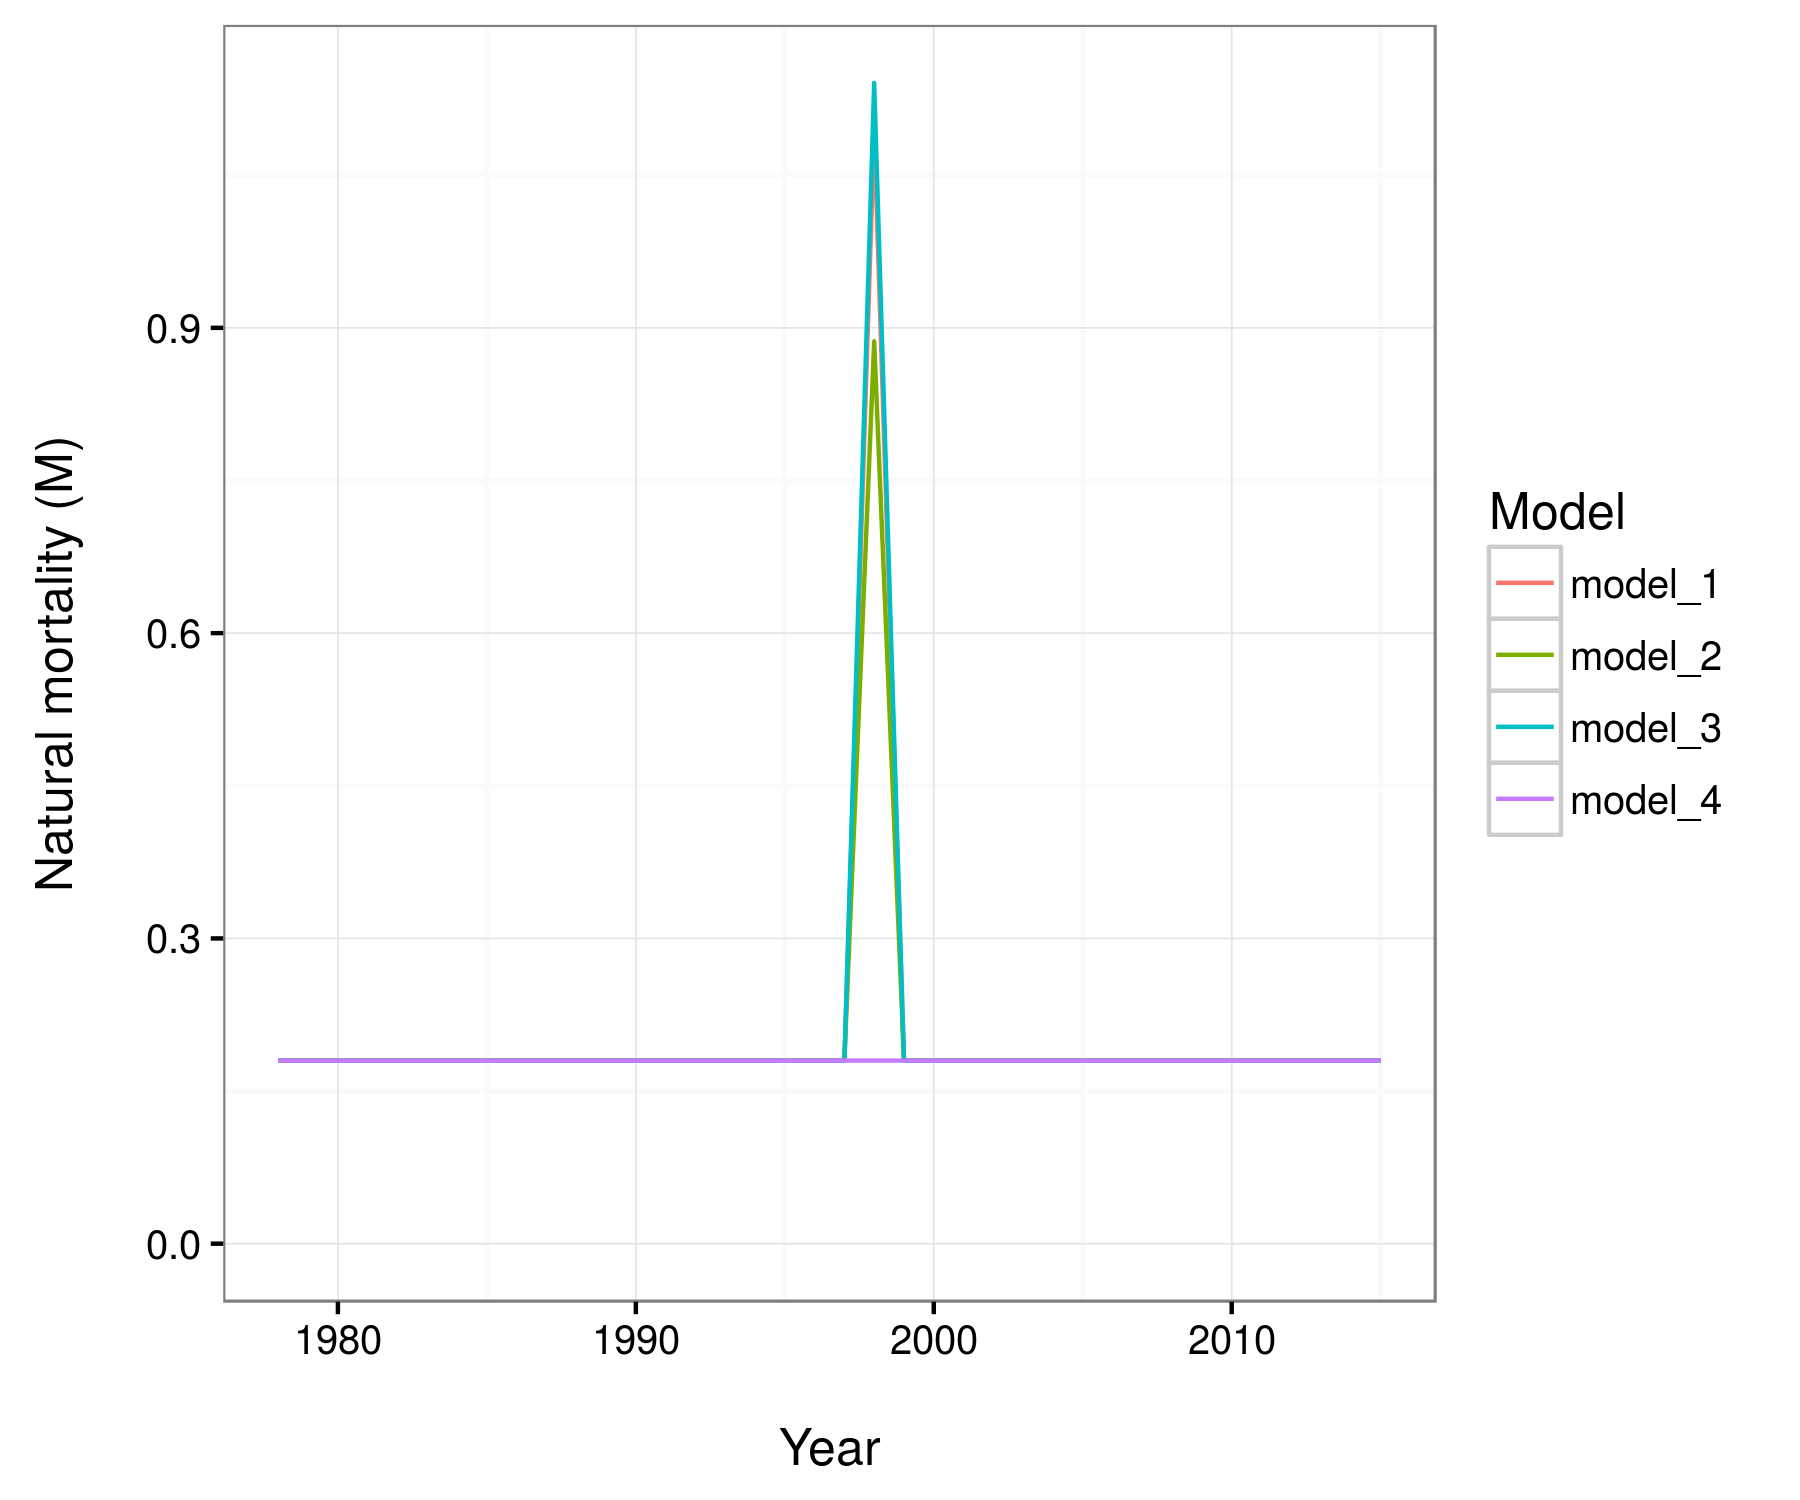 Natural mortality (M)
0.9
0.6
0.3
0.0
1980
1990
2000
2010
Year
Model
model_1
model_2
model_3
model_4